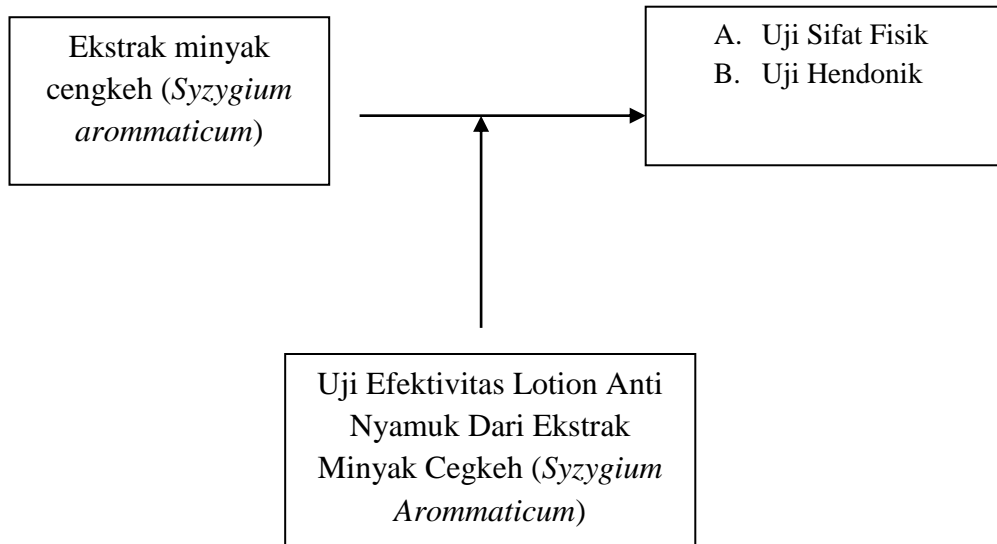 Ekstrak minyak
cengkeh (Syzygium
arommaticum)
A. Uji Sifat Fisik
B. Uji Hendonik
Uji Efektivitas Lotion Anti
Nyamuk Dari Ekstrak
Minyak Cegkeh (Syzygium
Arommaticum)